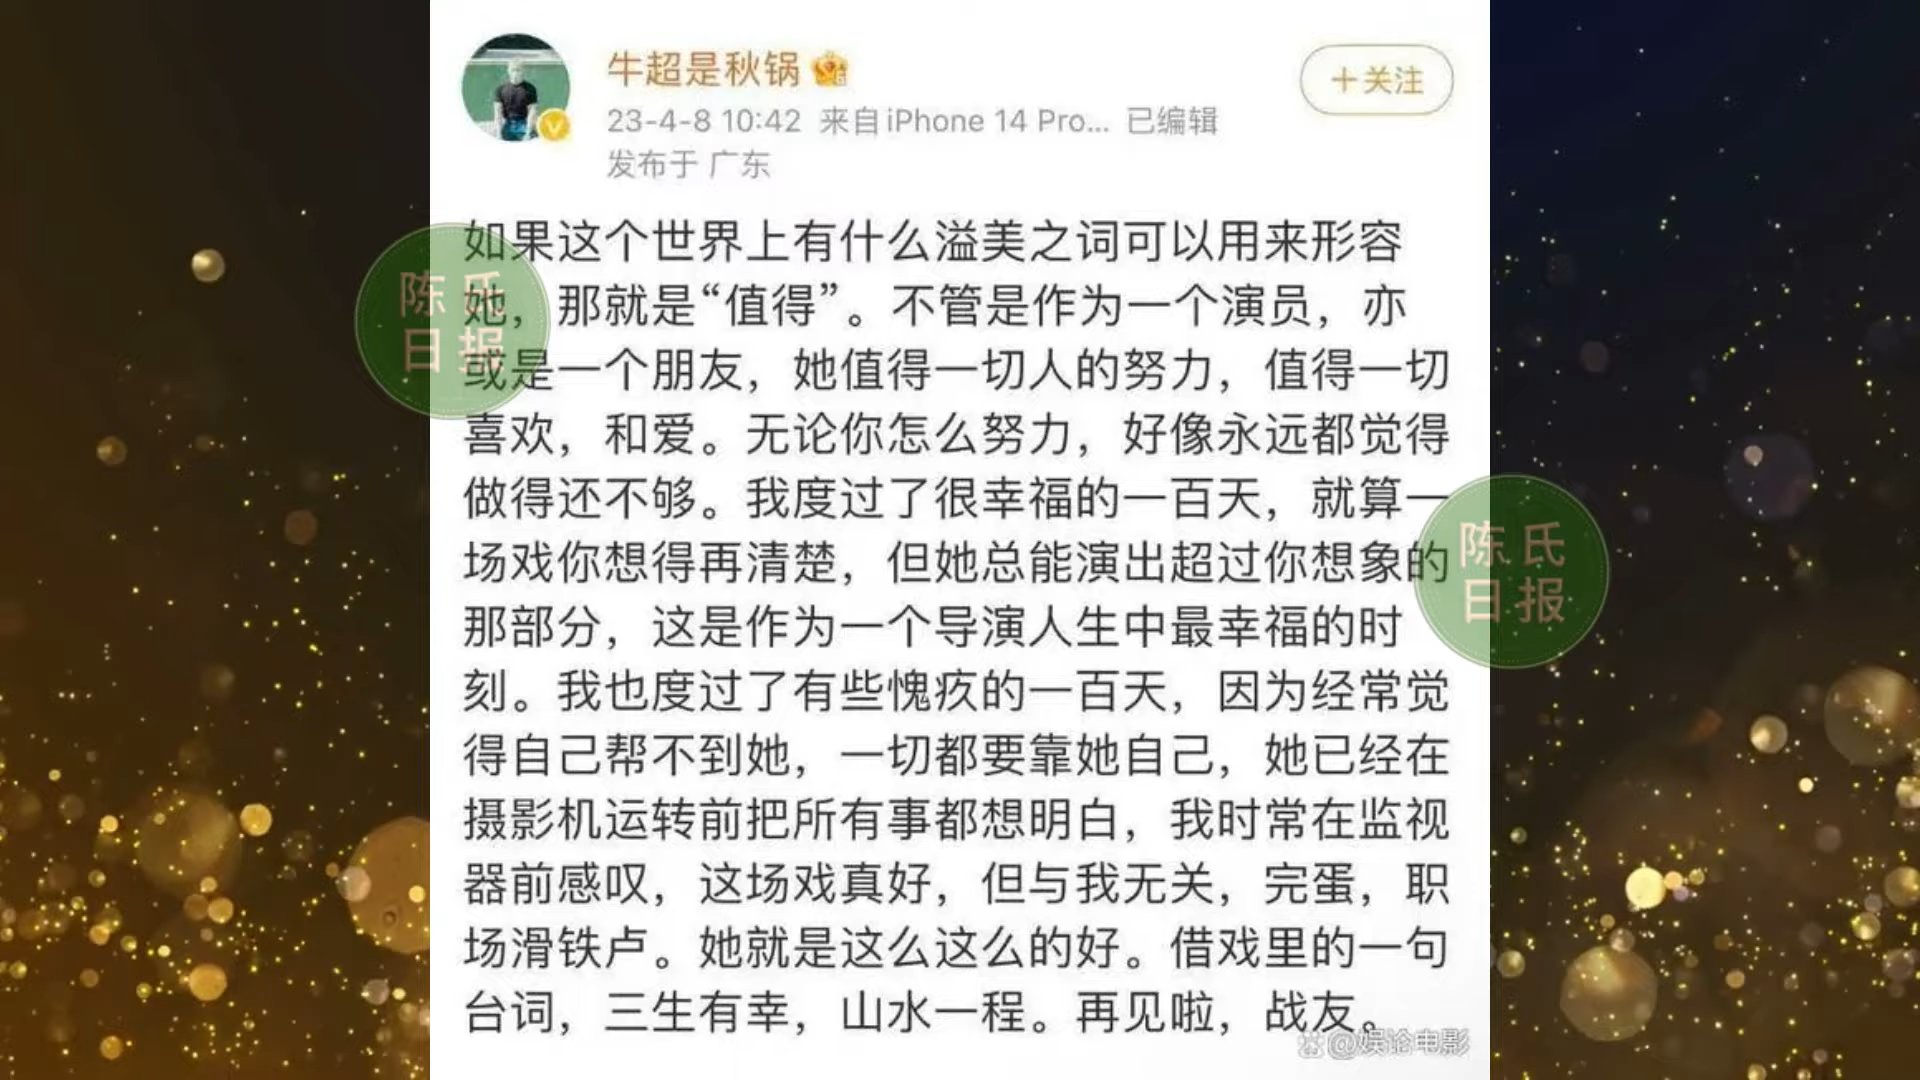 牛超是秋锅
+关注
23-4-8 10:42 来自iPhone 14 Pro... 已编辑
发布于 广东
如果这个世界上有什么溢美之词可以用来形容
她，那就是“值得”。不管是作为一个演员，亦
或是一个朋友，她值得一切人的努力，值得一切
喜欢，和爱。无论你怎么努力，好像永远都觉得
做得还不够。我度过了很幸福的一百天，就算一
场戏你想得再清楚，但她总能演出超过你想象的
那部分，这是作为一个导演人生中最幸福的时
刻。我也度过了有些愧疚的一百天，因为经常觉
得自己帮不到她，一切都要靠她自己，她已经在
摄影机运转前把所有事都想明白，我时常在监视
器前感叹，这场戏真好，但与我无关，完蛋，职
场滑铁卢。她就是这么这么的好。借戏里的一句
台词，三生有幸，山水一程。再见啦，战友。
@娱论电影
陈氏
日报
陈氏
日报